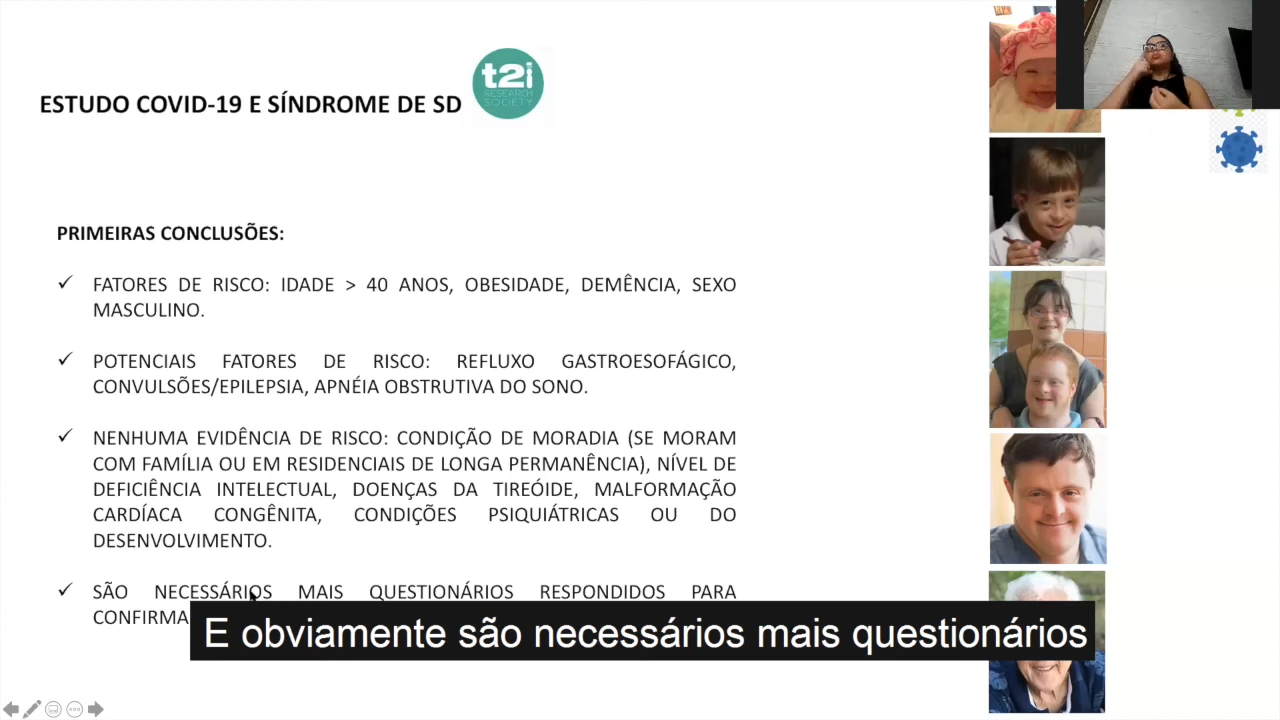 t2i
RESEARCH
SOCIETY
ESTUDO COVID-19 E SÍNDROME DE SD
PRIMEIRAS CONCLUSÕES:
✓ FATORES DE RISCO: IDADE > 40 ANOS, OBESIDADE, DEMÊNCIA, SEXO
MASCULINO.
✓ POTENCIAIS FATORES DE RISCO: REFLUXO GASTROESOFÁGICO,
CONVULSÕES/EPILEPSIA, APNÉIA OBSTRUTIVA DO SONO.
✓ NENHUMA EVIDÊNCIA DE RISCO: CONDIÇÃO DE MORADIA (SE MORAM
COM FAMÍLIA OU EM RESIDENCIAIS DE LONGA PERMANÊNCIA), NÍVEL DE
DEFICIÊNCIA INTELECTUAL, DOENÇAS DA TIREÓIDE, MALFORMAÇÃO
CARDÍACA CONGÊNITA, CONDIÇÕES PSIQUIÁTRICAS OU DO
DESENVOLVIMENTO.
✓ SÃO NECESSÁRIOS MAIS QUESTIONÁRIOS RESPONDIDOS PARA
CONFIRMA
E obviamente são necessários mais questionários